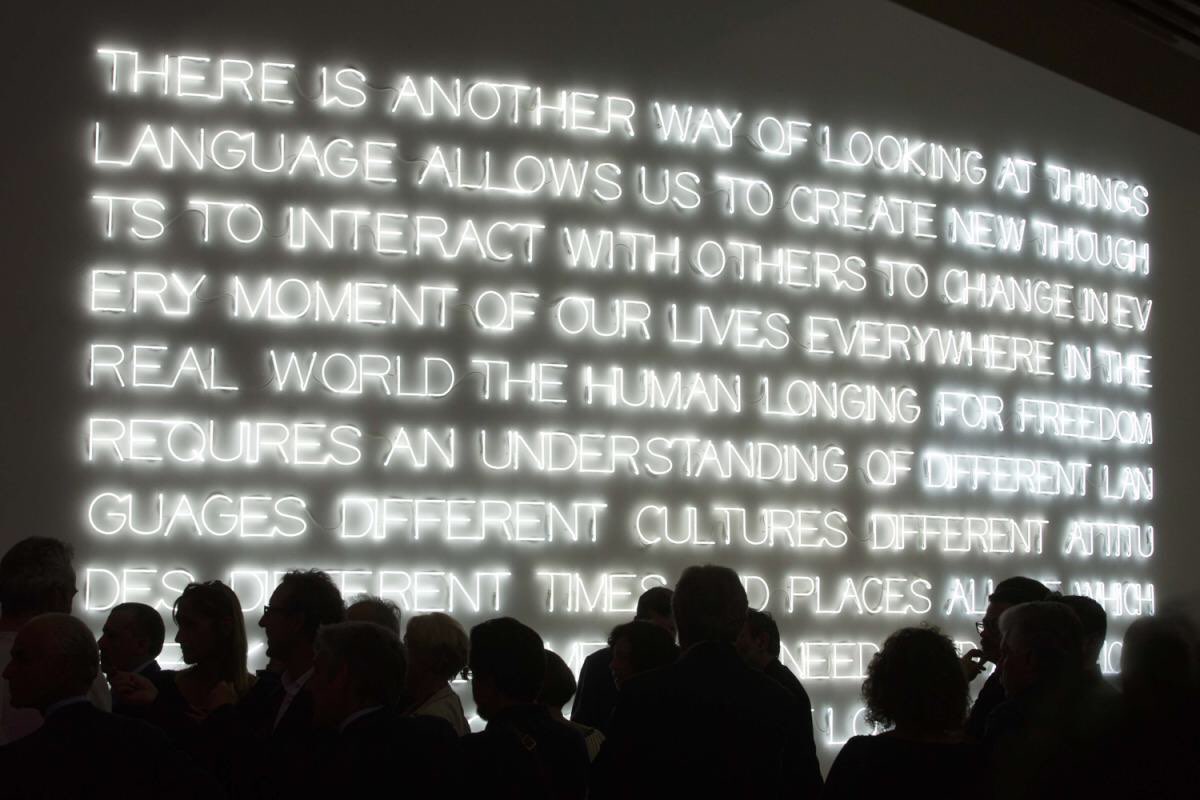 THERE IS ANOTHER WAY OF LOOKING AT THINGS
LANGUAGE ALLOWS US TO CREATE NEW THOUGH
TS TO INTERACT WITH OTHERS TO CHANGE IN EV
ERY MOMENT OF OUR LIVES EVERYWHERE IN THE
REAL WORLD THE HUMAN LONGING FOR FREEDOM
REQUIRES AN UNDERSTANDING OF DIFFERENT LAN
GUAGES DIFFERENT CULTURES DIFFERENT ATTITU
DES DIFFERENT TIMES AND PLACES ALL WHICH
NEED